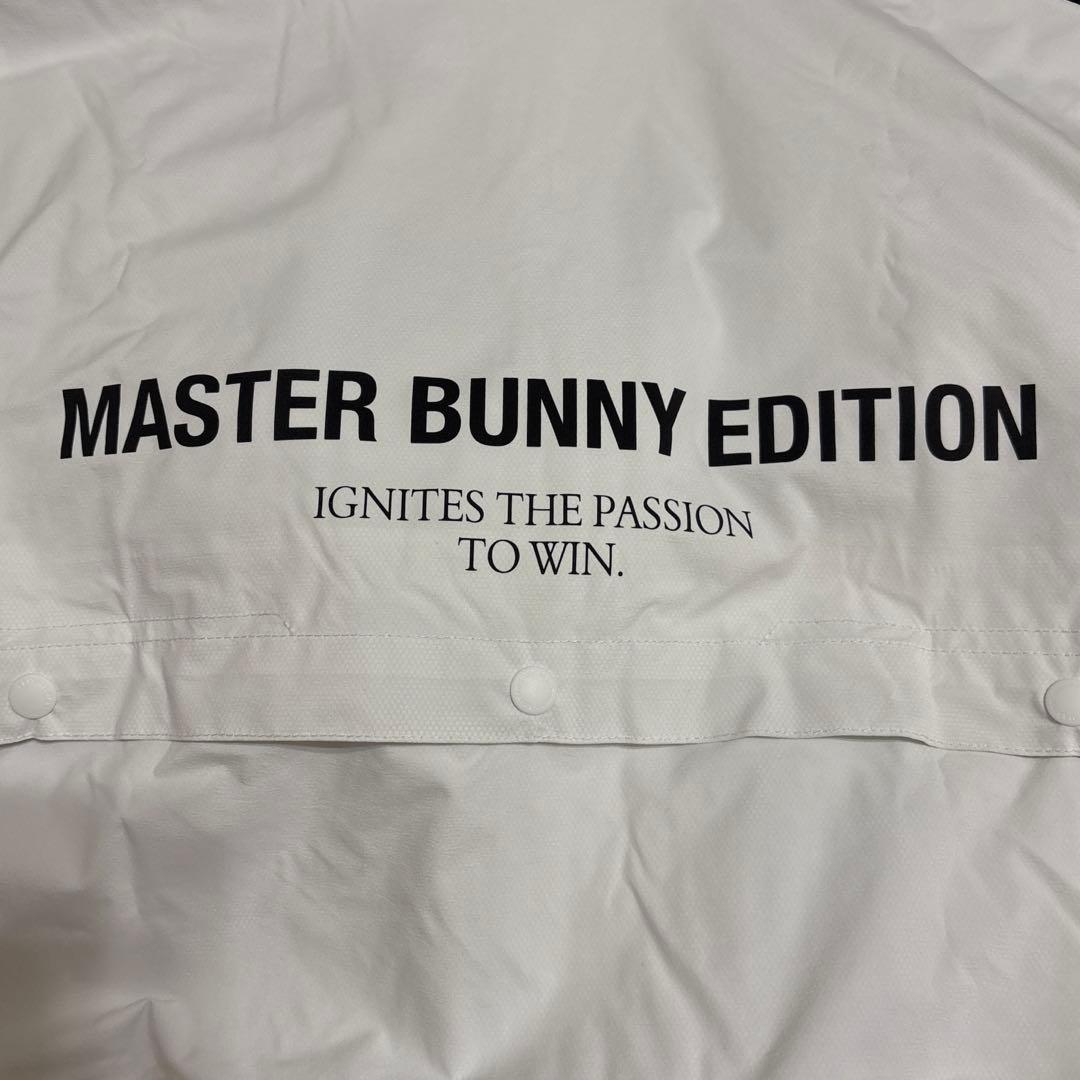 MASTER BUNNY EDITION
IGNITES THE PASSION
TO WIN.